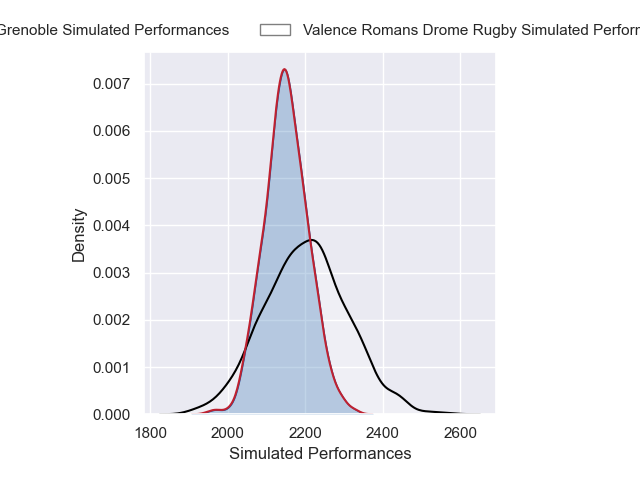 Grenoble Simulated Performances Valence Romans Drome Rugby Simulated
0.007
0.006
0.005
0.004
0.003
0.002
0.001
0.000
Density
1800 2000 2200 2400 2600
Simulated Performances